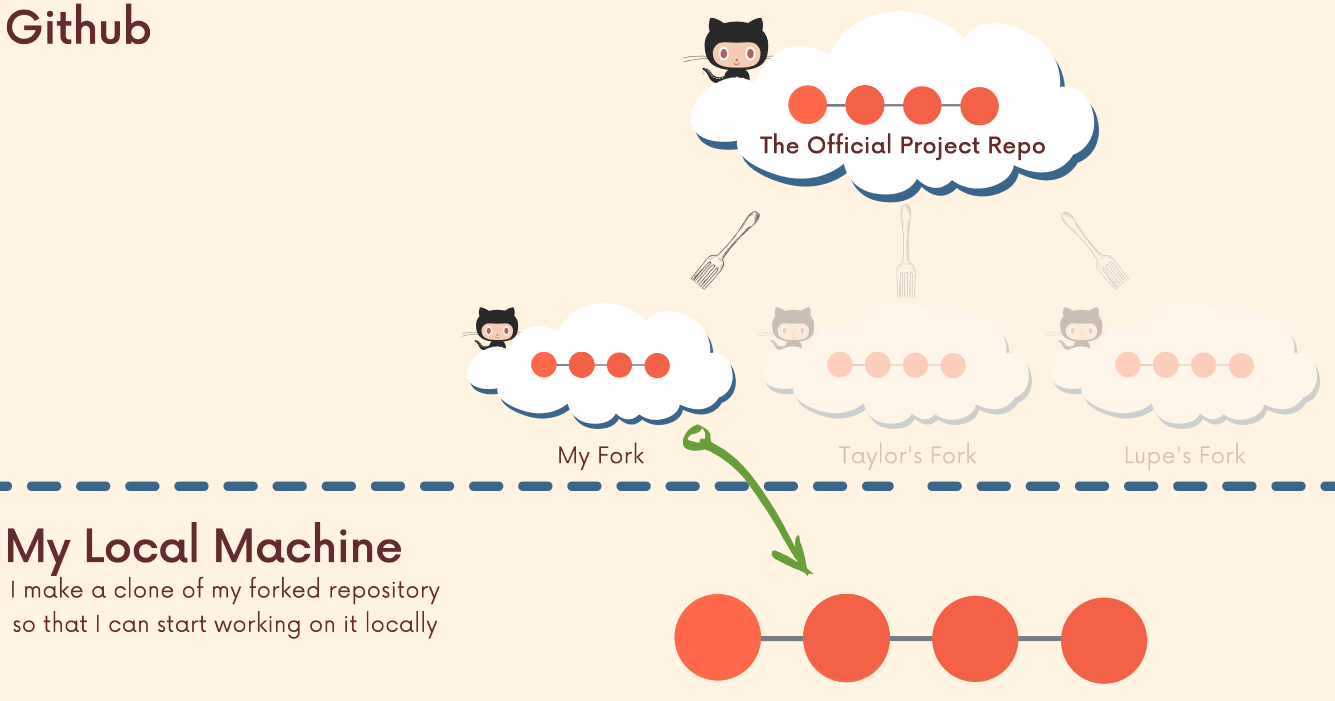 Github
The Official Project Repo
My Fork
Taylor's Fork
Lupe's Fork
My Local Machine
I make a clone of my forked repository
so that I can start working on it locally